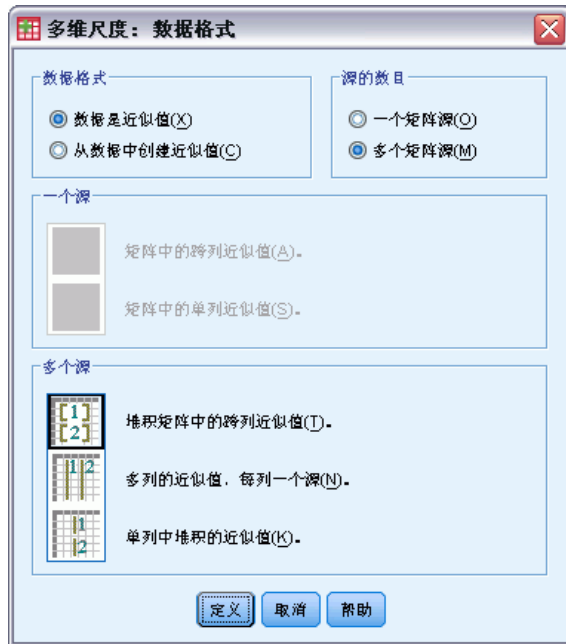 多维尺度：数据格式
数据格式
数据是近似值(X)
从数据中创建近似值(C)
源的数目
一个矩阵源(O)
多个矩阵源(M)
一个源
矩阵中的跨列近似值(A)。
矩阵中的单列近似值(S)。
多个源
[1]
[2]
堆积矩阵中的跨列近似值(T)。
1 2
多列的近似值，每列一个源(N)。
1
2
单列中堆积的近似值(K)。
定义
取消
帮助